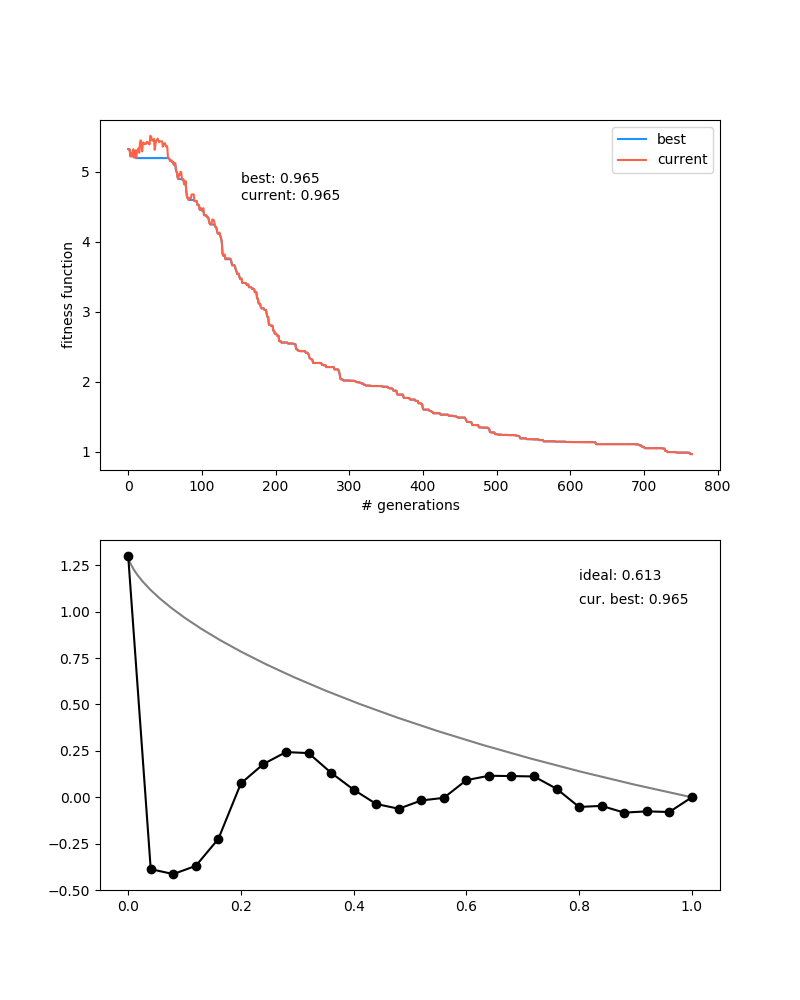 best
current
best: 0.965
current: 0.965
fitness function
5
4
3
2
1
0 100 200 300 400 500 600 700 800
# generations
ideal: 0.613
cur. best: 0.965
1.25
1.00
0.75
0.50
0.25
0.00
−0.25
−0.50
0.0 0.2 0.4 0.6 0.8 1.0